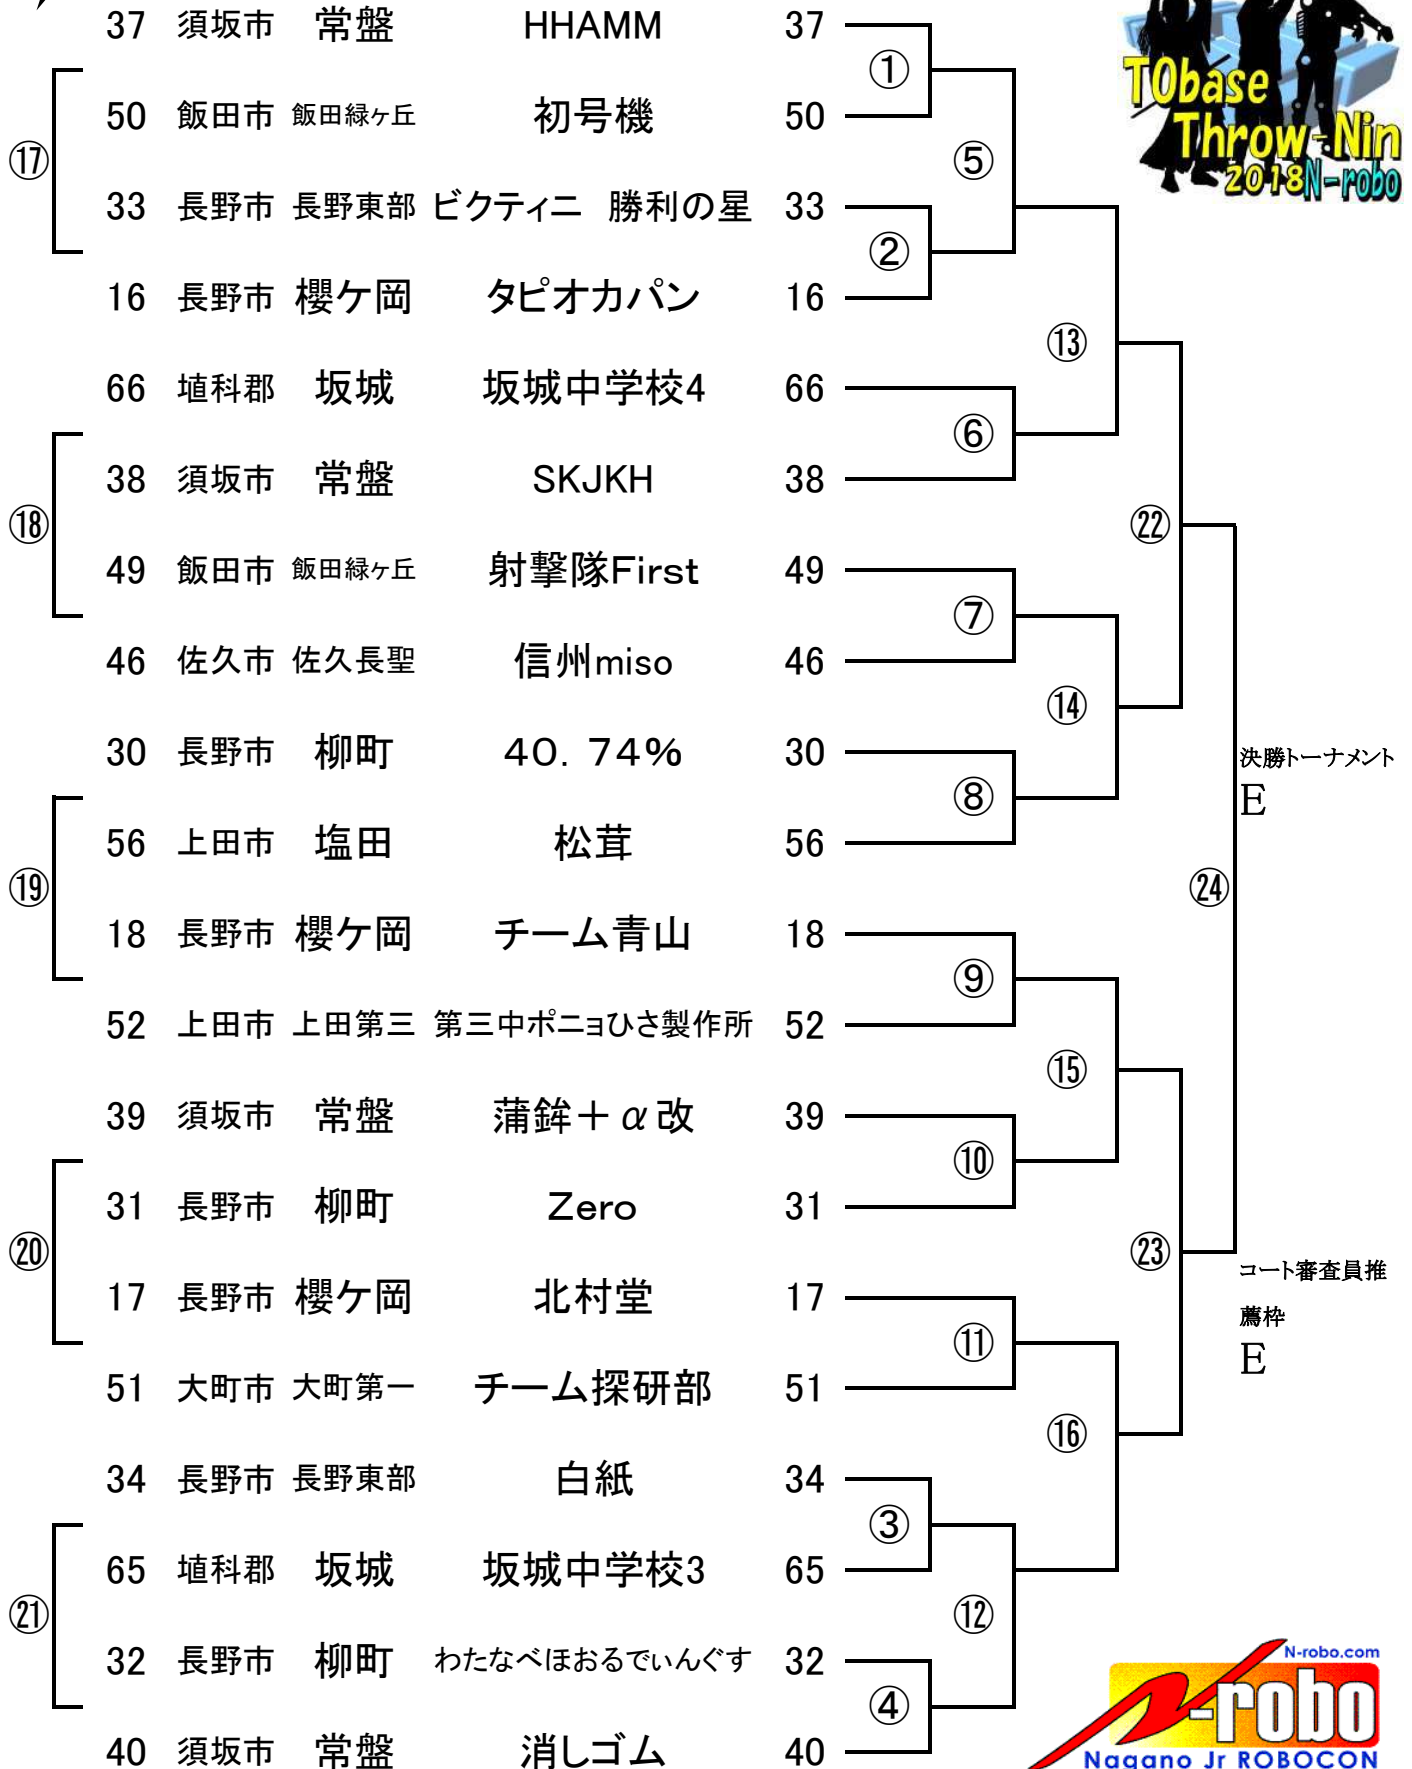 37 須坂市 常盤 HHAMM 37
①
50 飯田市 飯田緑ヶ丘 初号機 50
⑰
⑤
33 長野市 長野東部 ビクティニ 勝利の星 33
②
16 長野市 櫻ケ岡 タピオカパン 16
⑬
66 埴科郡 坂城 坂城中学校4 66
⑥
38 須坂市 常盤 SKJKH 38
⑱
㉒
49 飯田市 飯田緑ヶ丘 射撃隊First 49
⑦
46 佐久市 佐久長聖 信州miso 46
⑭
30 長野市 柳町 40.74% 30
決勝トーナメント
E
⑧
56 上田市 塩田 松茸 56
⑲
㉔
18 長野市 櫻ケ岡 チーム青山 18
⑨
52 上田市 上田第三 第三中ポニョひさ製作所 52
⑮
39 須坂市 常盤 蒲鉾+α改 39
⑩
31 長野市 柳町 Zero 31
⑳
㉓
コート審査員推
薦枠
E
17 長野市 櫻ケ岡 北村堂 17
⑪
51 大町市 大町第一 チーム探研部 51
⑯
34 長野市 長野東部 白紙 34
③
65 埴科郡 坂城 坂城中学校3 65
㉑
⑫
32 長野市 柳町 わたなべほおるでぃんぐす 32
④
40 須坂市 常盤 消しゴム 40
TObase
Throw-Nin
2018 N-robo
N-robo.com
N-robo
Nagano Jr ROBOCON